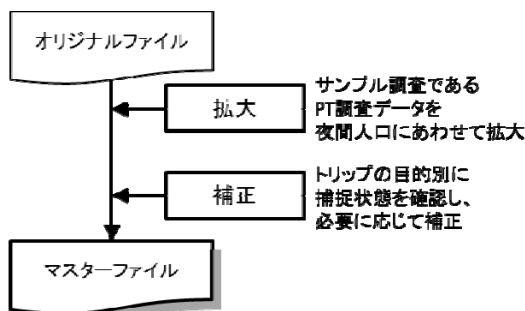 オリジナルファイル
拡大
サンプル調査である
PT調査データを
夜間人口にあわせて拡大
補正
トリップの目的別に
捕捉状態を確認し、
必要に応じて補正
マスターファイル